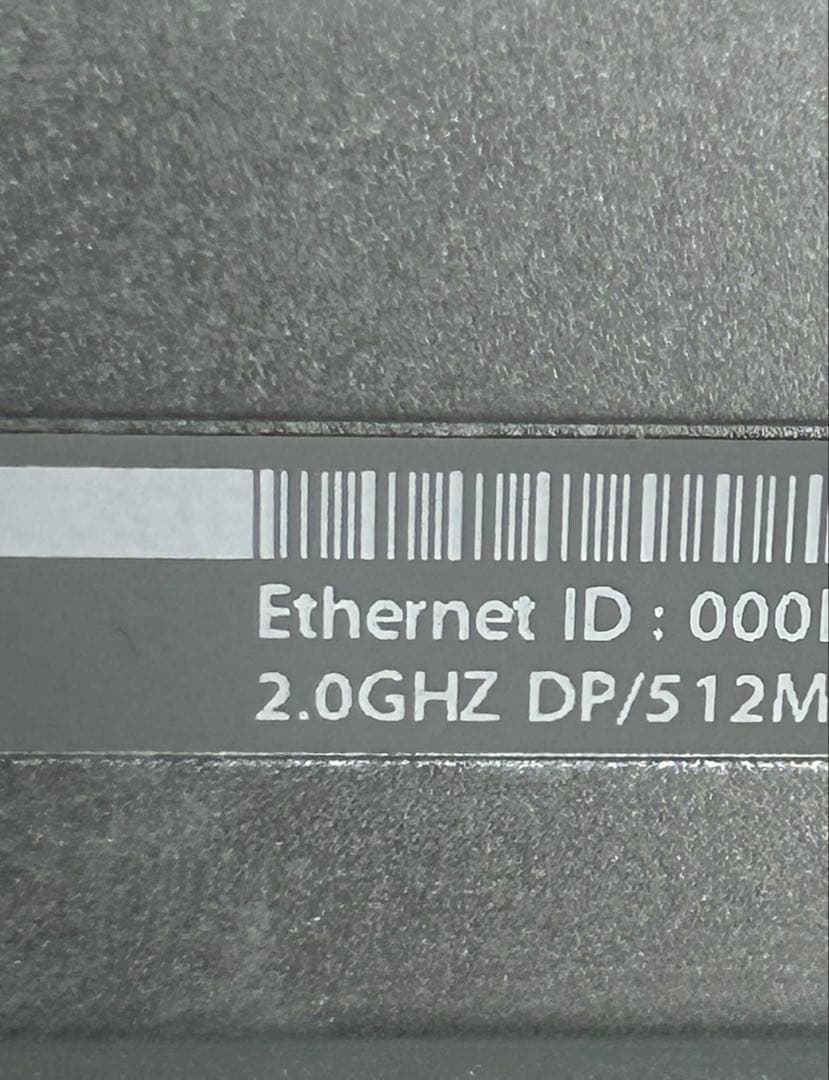 Ethernet ID : 000
2.0GHZ DP/512M